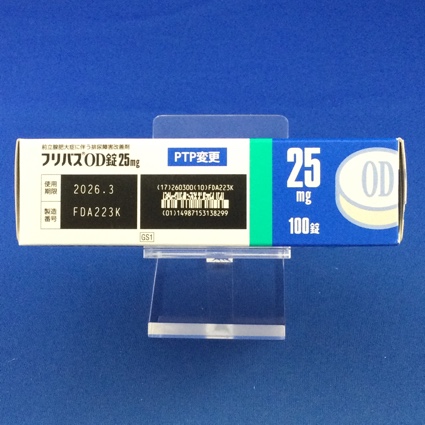 前立腺肥大症に伴う排尿障害改善剤
フリバスOD錠25mg
PTP変更
使用
期限
2026.3
製造
番号
FDA223K
(17)260300(10)FDA223K
(01)14987153138299
GS1
25
mg
100錠
OD